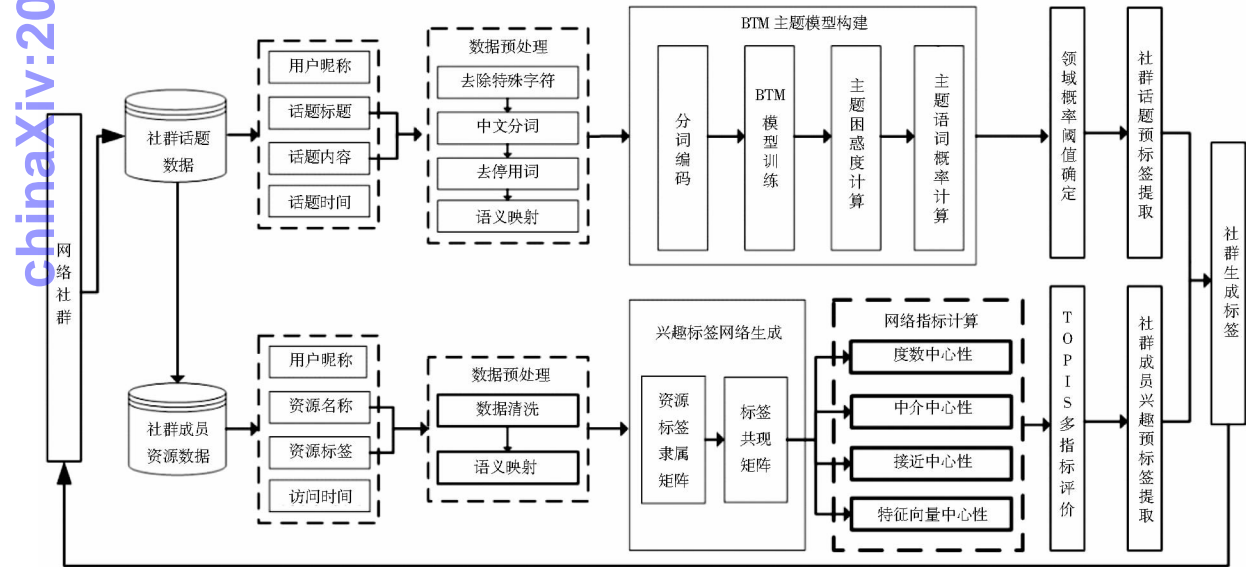 chinaXiv:20
网络社群
社群话题
数据
用户昵称
话题标题
话题内容
话题时间
数据预处理
去除特殊字符
中文分词
去停用词
语义映射
BTM 主题模型构建
分词编码
BTM
模型训练
主题困惑度计算
主题语词概率计算
领域概率阈值确定
社群话题预标签提取
社群生成标签
社群成员
资源数据
用户昵称
资源名称
资源标签
访问时间
数据预处理
数据清洗
语义映射
兴趣标签网络生成
资源
标签
隶属
矩阵
标签
共现
矩阵
网络指标计算
度数中心性
中介中心性
接近中心性
特征向量中心性
TOPIS多指标评价
社群成员兴趣预标签提取